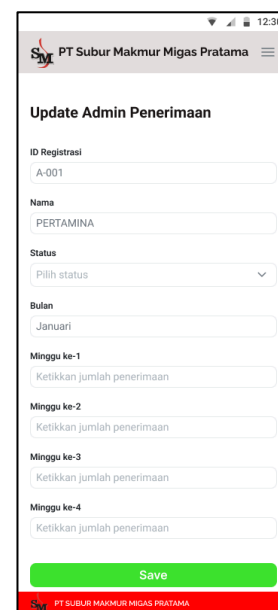 12:30
SM PT Subur Makmur Migas Pratama
Update Admin Penerimaan
ID Registrasi
A-001
Nama
PERTAMINA
Status
Pilih status
Bulan
Januari
Minggu ke-1
Ketikkan jumlah penerimaan
Minggu ke-2
Ketikkan jumlah penerimaan
Minggu ke-3
Ketikkan jumlah penerimaan
Minggu ke-4
Ketikkan jumlah penerimaan
Save
SM PT SUBUR MAKMUR MIGAS PRATAMA